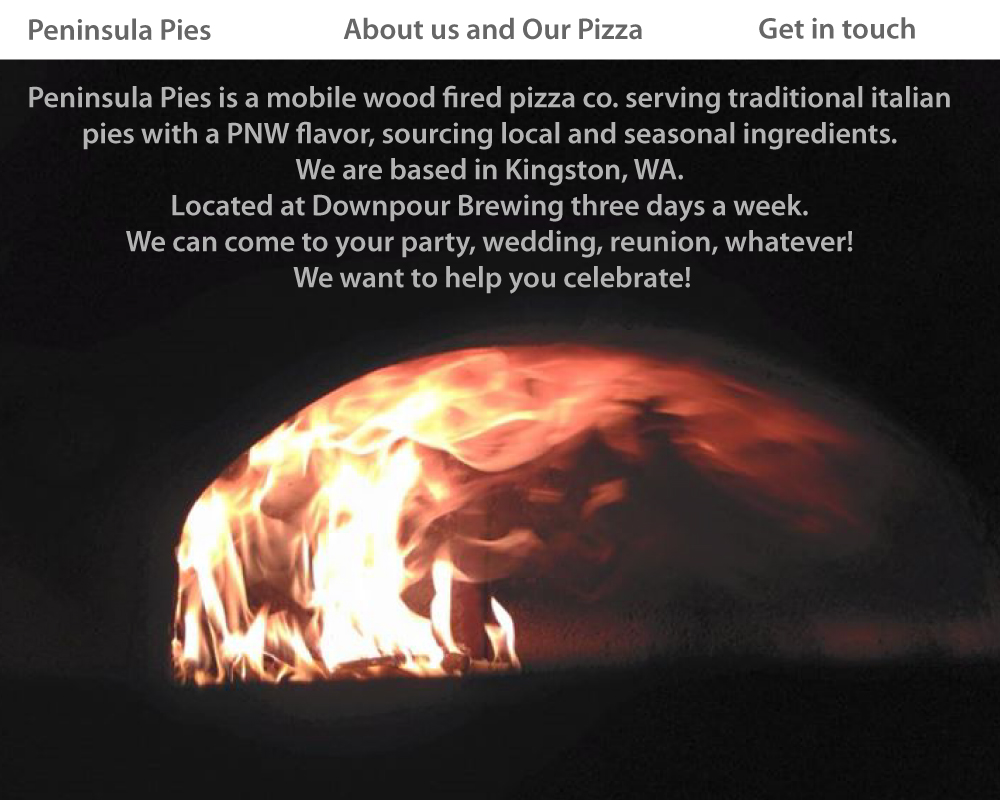 Peninsula Pies About us and Our Pizza Get in touch
Peninsula Pies is a mobile wood fired pizza co. serving traditional italian
pies with a PNW flavor, sourcing local and seasonal ingredients.
We are based in Kingston, WA.
Located at Downpour Brewing three days a week.
We can come to your party, wedding, reunion, whatever!
We want to help you celebrate!